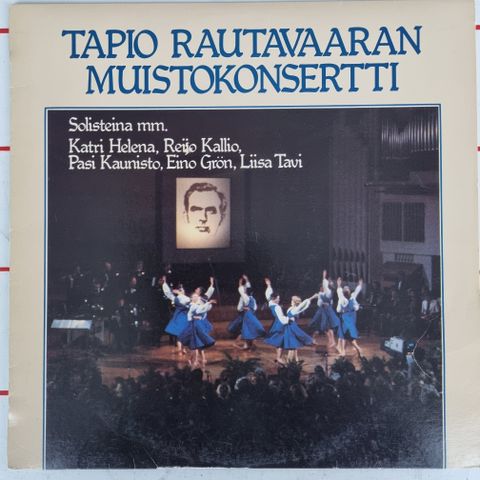 TAPIO RAUTAVAARAN
MUISTOKONSERTTI
Solisteina mm.
Katri Helena, Reijo Kallio,
Pasi Kaunisto, Eino Grön, Liisa Tavi